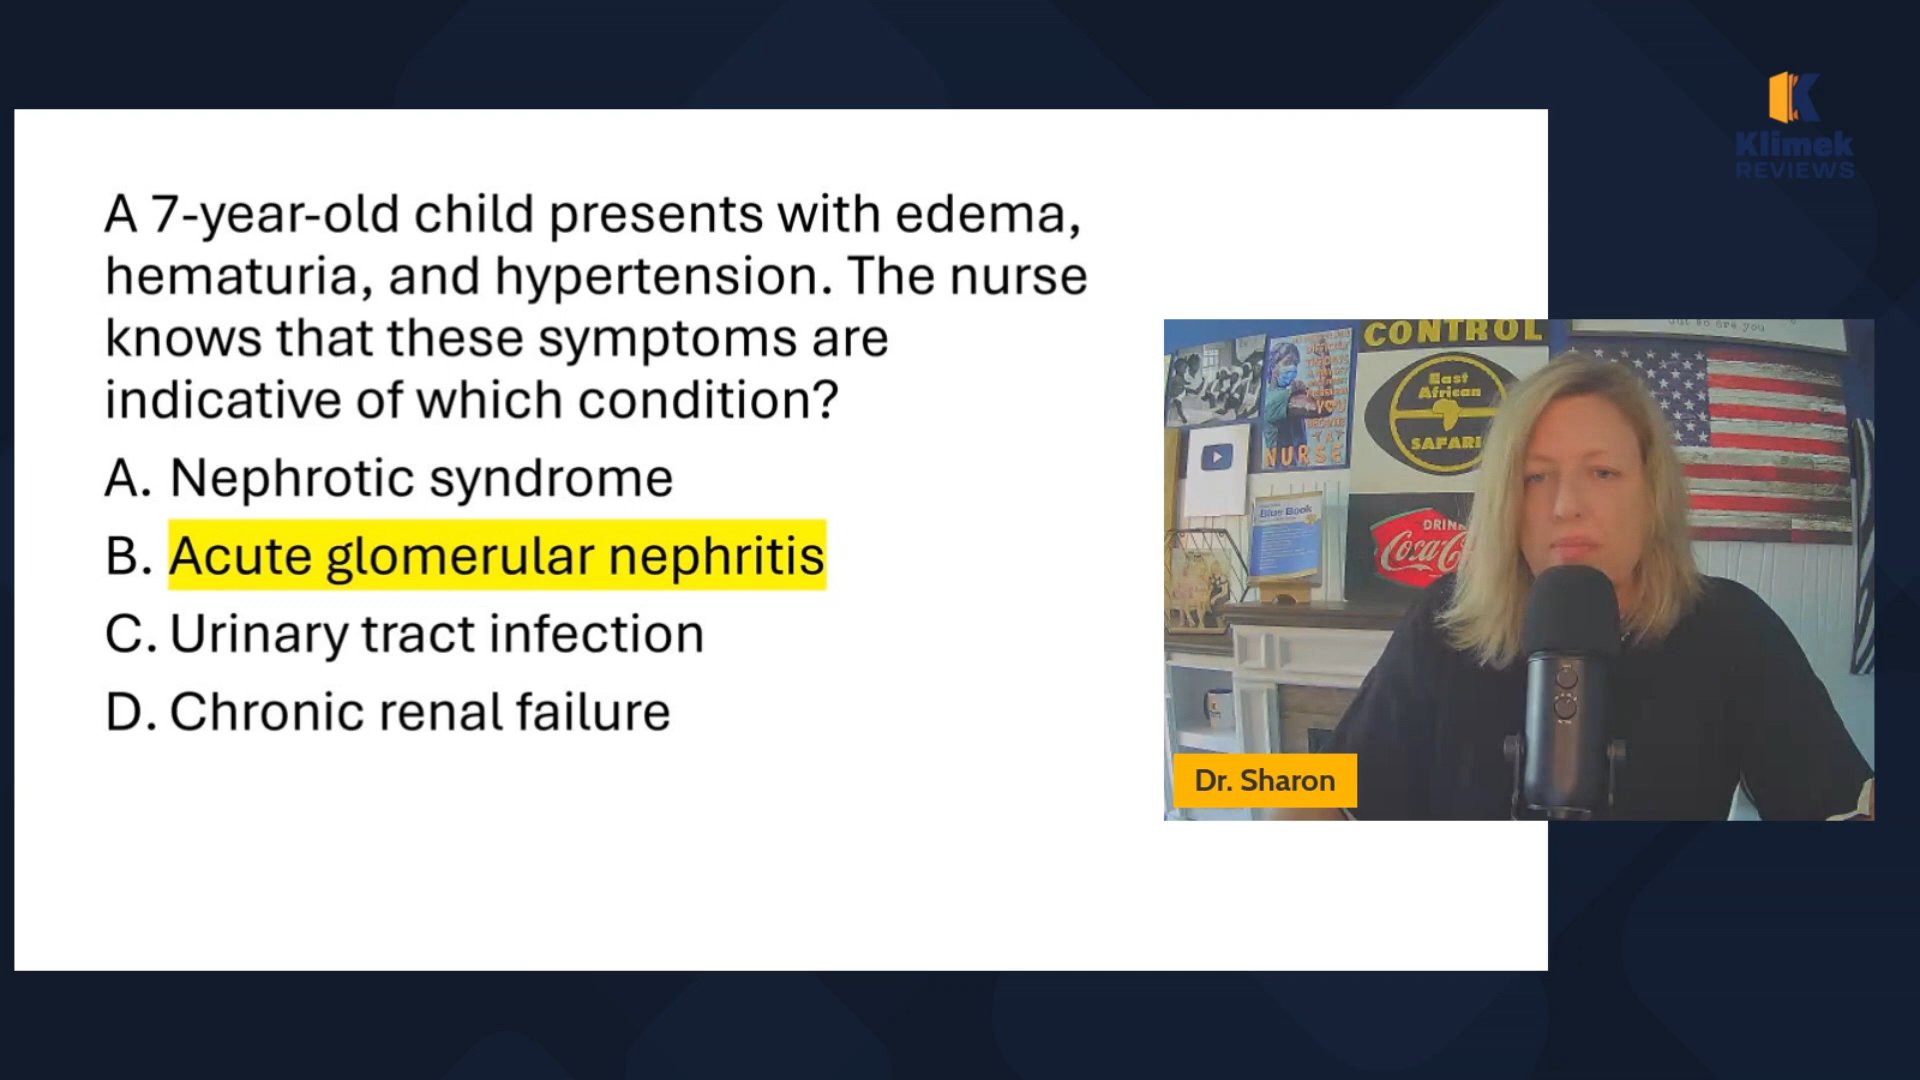 Klimek
REVIEWS
A 7-year-old child presents with edema,
hematuria, and hypertension. The nurse
knows that these symptoms are
indicative of which condition?
A. Nephrotic syndrome
B. Acute glomerular nephritis
C. Urinary tract infection
D. Chronic renal failure
CONTROL
East
African
SAFARI
YOU
NURSE
Blue Book
DRINK
Coca-C
Dr. Sharon